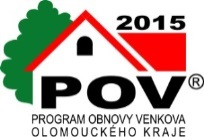 2015
POV®
PROGRAM OBNOVY VENKOVA
OLOMOUCKÉHO KRAJE